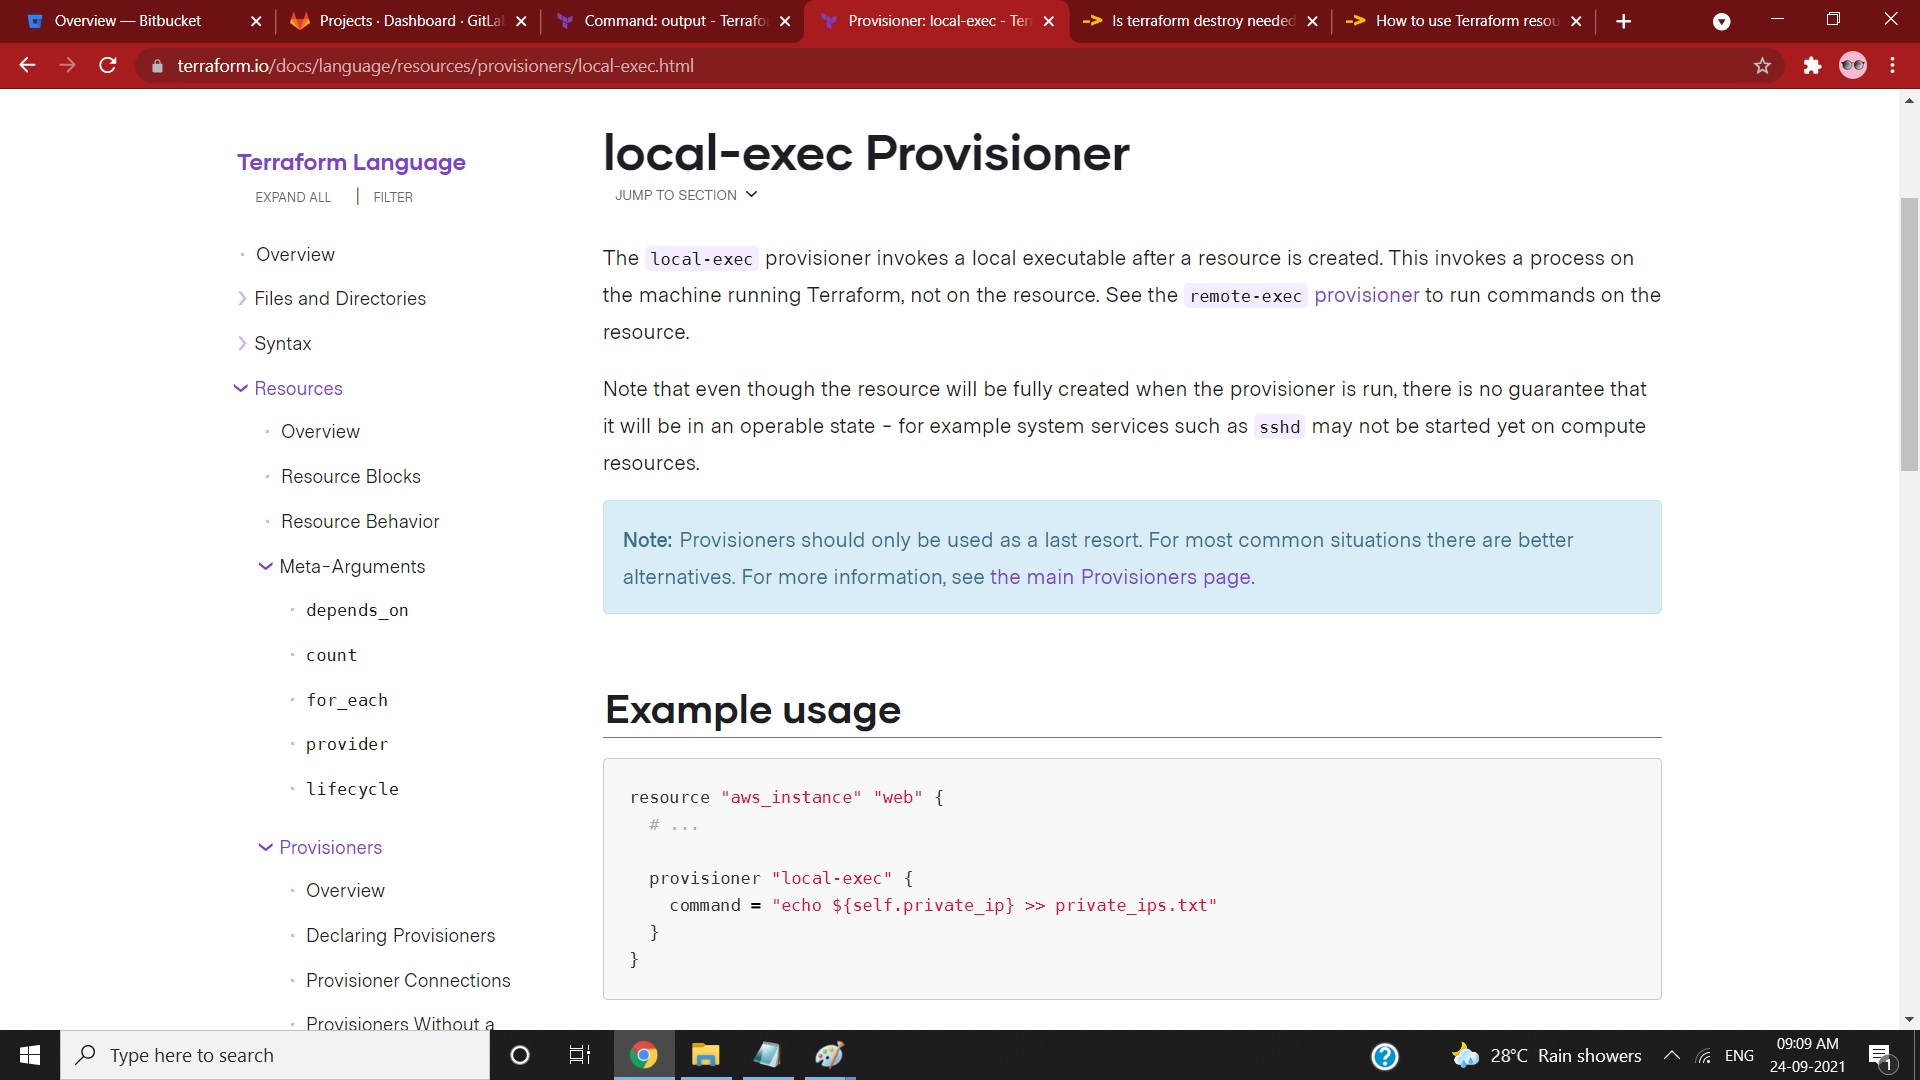 Overview — Bitbucket
Projects · Dashboard · GitLa
Command: output - Terrafo
Provisioner: local-exec - Ter
Is terraform destroy needed
How to use Terraform resou
terraform.io/docs/language/resources/provisioners/local-exec.html
Terraform Language
EXPAND ALL | FILTER
Overview
Files and Directories
Syntax
Resources
Overview
Resource Blocks
Resource Behavior
Meta-Arguments
depends_on
count
for_each
provider
lifecycle
Provisioners
Overview
Declaring Provisioners
Provisioner Connections
Provisioners Without a
local-exec Provisioner
JUMP TO SECTION
The local-exec provisioner invokes a local executable after a resource is created. This invokes a process on
the machine running Terraform, not on the resource. See the remote-exec provisioner to run commands on the
resource.
Note that even though the resource will be fully created when the provisioner is run, there is no guarantee that
it will be in an operable state - for example system services such as sshd may not be started yet on compute
resources.
Note: Provisioners should only be used as a last resort. For most common situations there are better
alternatives. For more information, see the main Provisioners page.
Example usage
resource "aws_instance" "web" {
# ...
provisioner "local-exec" {
command = "echo ${self.private_ip} >> private_ips.txt"
}
}
Type here to search
28°C Rain showers
ENG
09:09 AM
24-09-2021
1